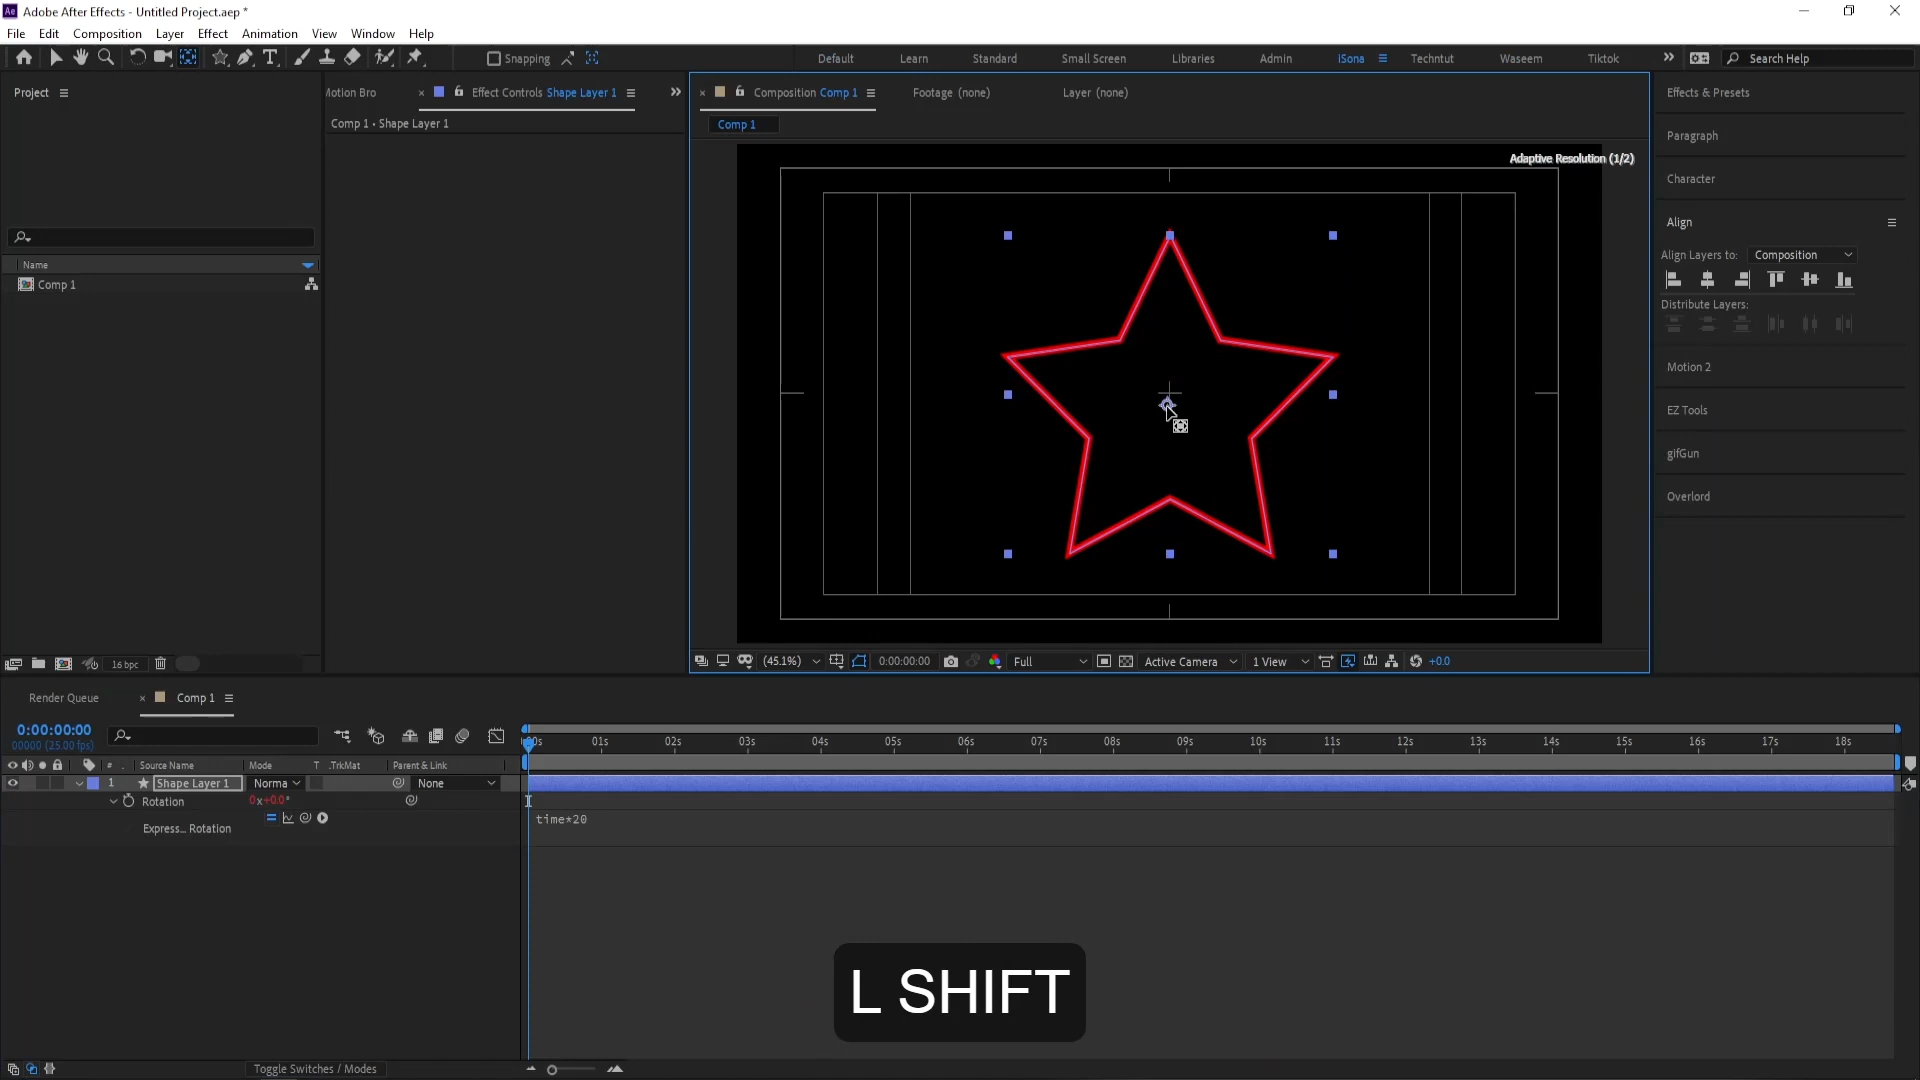 Ae Adobe After Effects - Untitled Project.aep *
File Edit Composition Layer Effect Animation View Window Help
Snapping Default Learn Standard Small Screen Libraries Admin iSona Techntut Waseem Tiktok Search Help
Project
Motion Bro Effect Controls Shape Layer 1
Composition Comp 1 Footage (none) Layer (none)
Effects & Presets
Comp 1 • Shape Layer 1
Comp 1
Paragraph
Adaptive Resolution (1/2)
Character
Align
Align Layers to: Composition
Distribute Layers:
Name
Comp 1
Motion 2
EZ Tools
gifGun
Overlord
16 bpc
(45.1%) 0:00:00:00 Full Active Camera 1 View +0.0
Render Queue Comp 1
0:00:00:00
00000 (25.00 fps)
01s 02s 03s 04s 05s 06s 07s 08s 09s 10s 11s 12s 13s 14s 15s 16s 17s 18s
# Source Name Mode T .TrkMat Parent & Link
1 Shape Layer 1 Norma None
Rotation 0x+0.0°
Express... Rotation time*20
L SHIFT
Toggle Switches / Modes